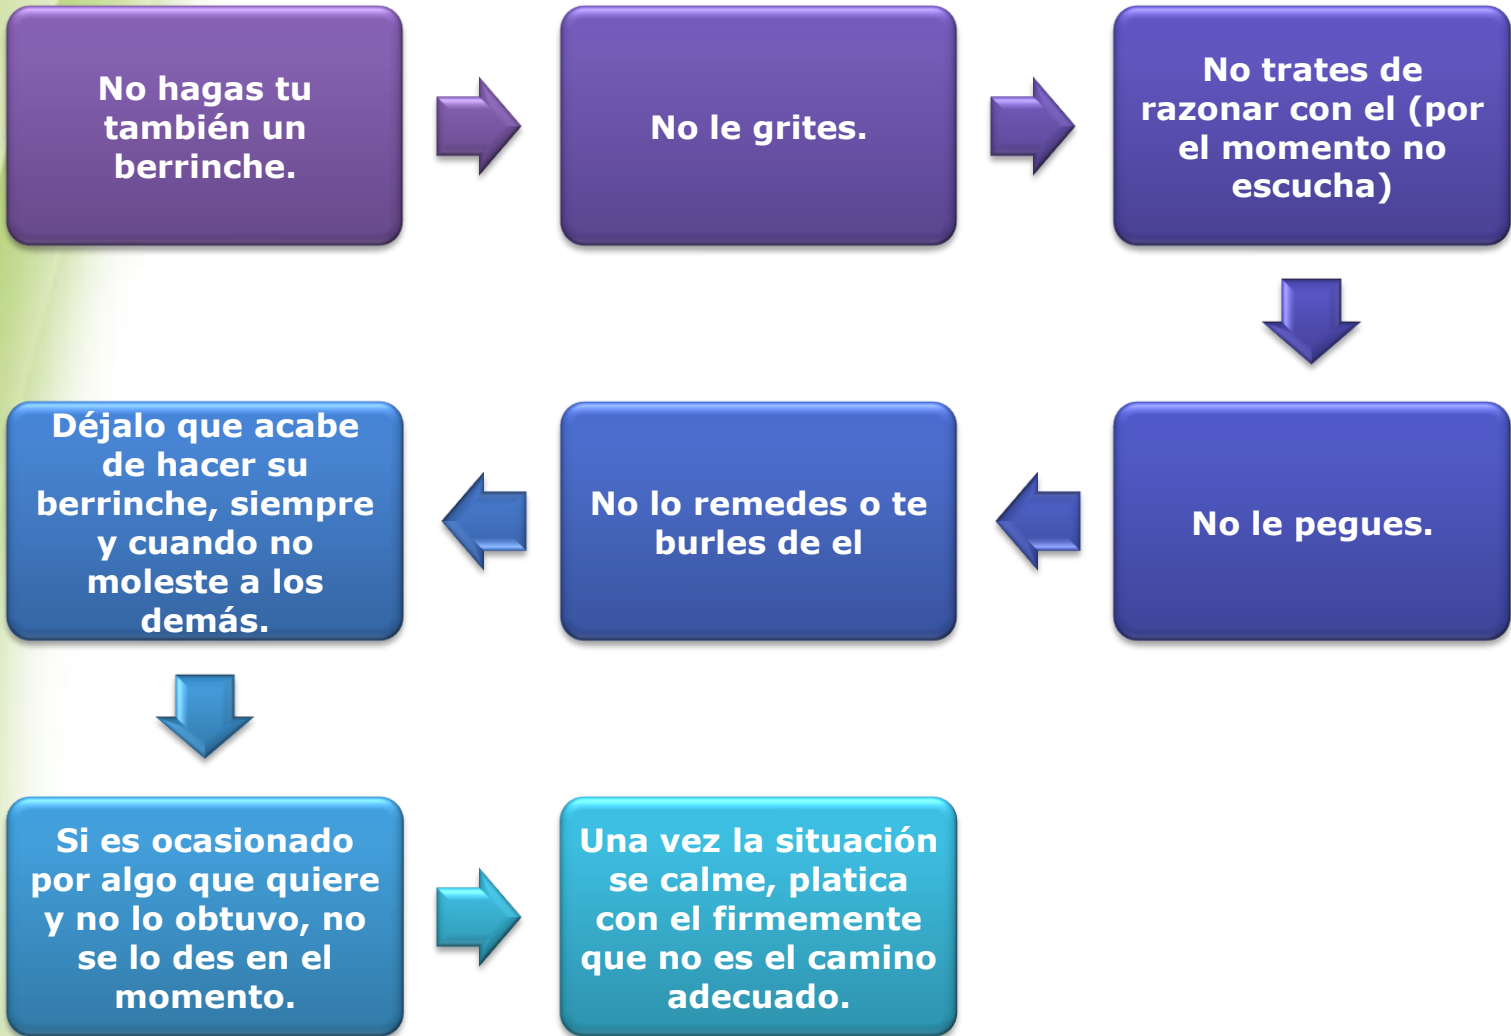 No hagas tu
también un
berrinche.
No le grites.
No trates de
razonar con el (por
el momento no
escucha)
No le pegues.
No lo remedes o te
burles de el
Déjalo que acabe
de hacer su
berrinche, siempre
y cuando no
moleste a los
demás.
Si es ocasionado
por algo que quiere
y no lo obtuvo, no
se lo des en el
momento.
Una vez la situación
se calme, platica
con el firmemente
que no es el camino
adecuado.